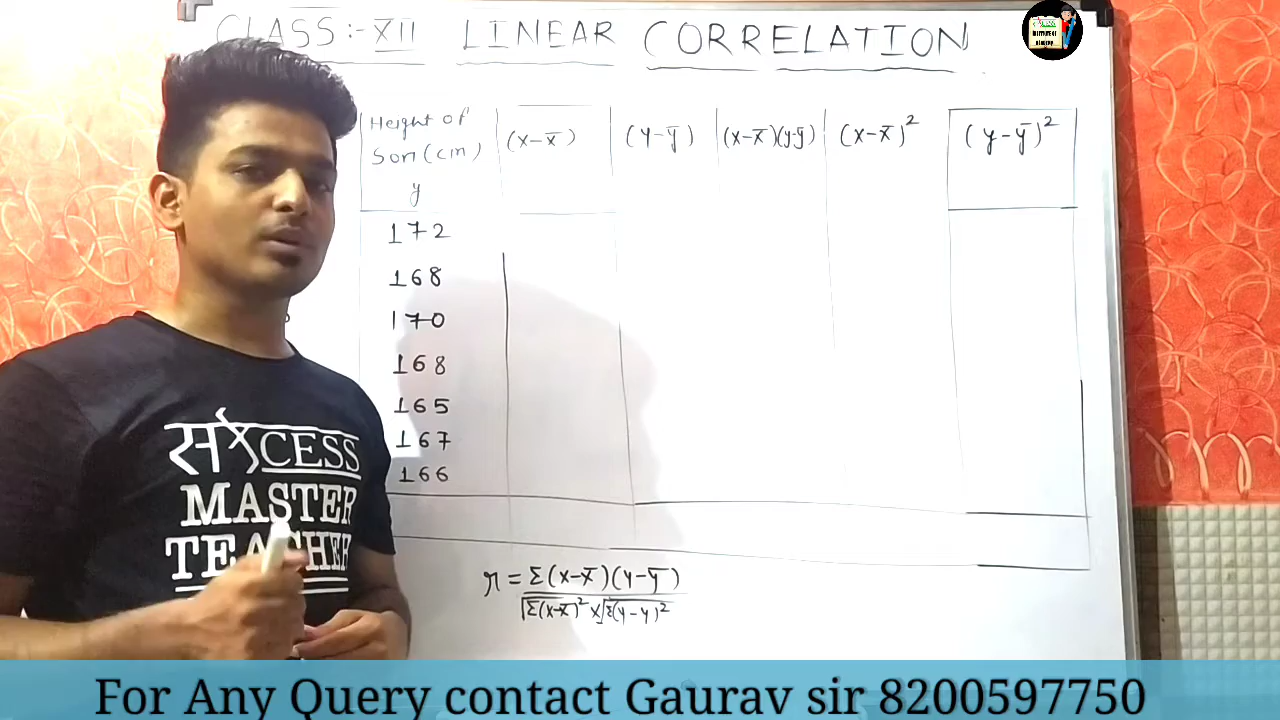 CLASS:-XII LINEAR CORRELATION
Height of
Son (cm)
y
(x-x̄)
(y-ȳ)
(x-x̄)(y-ȳ)
(x-x̄)²
(y-ȳ)²
172
168
170
168
165
167
166
r = Σ(x-x̄)(y-ȳ)
√Σ(x-x̄)² × √Σ(y-y)²
सक्CESS
MASTER
TEACHER
For Any Query contact Gaurav sir 8200597750